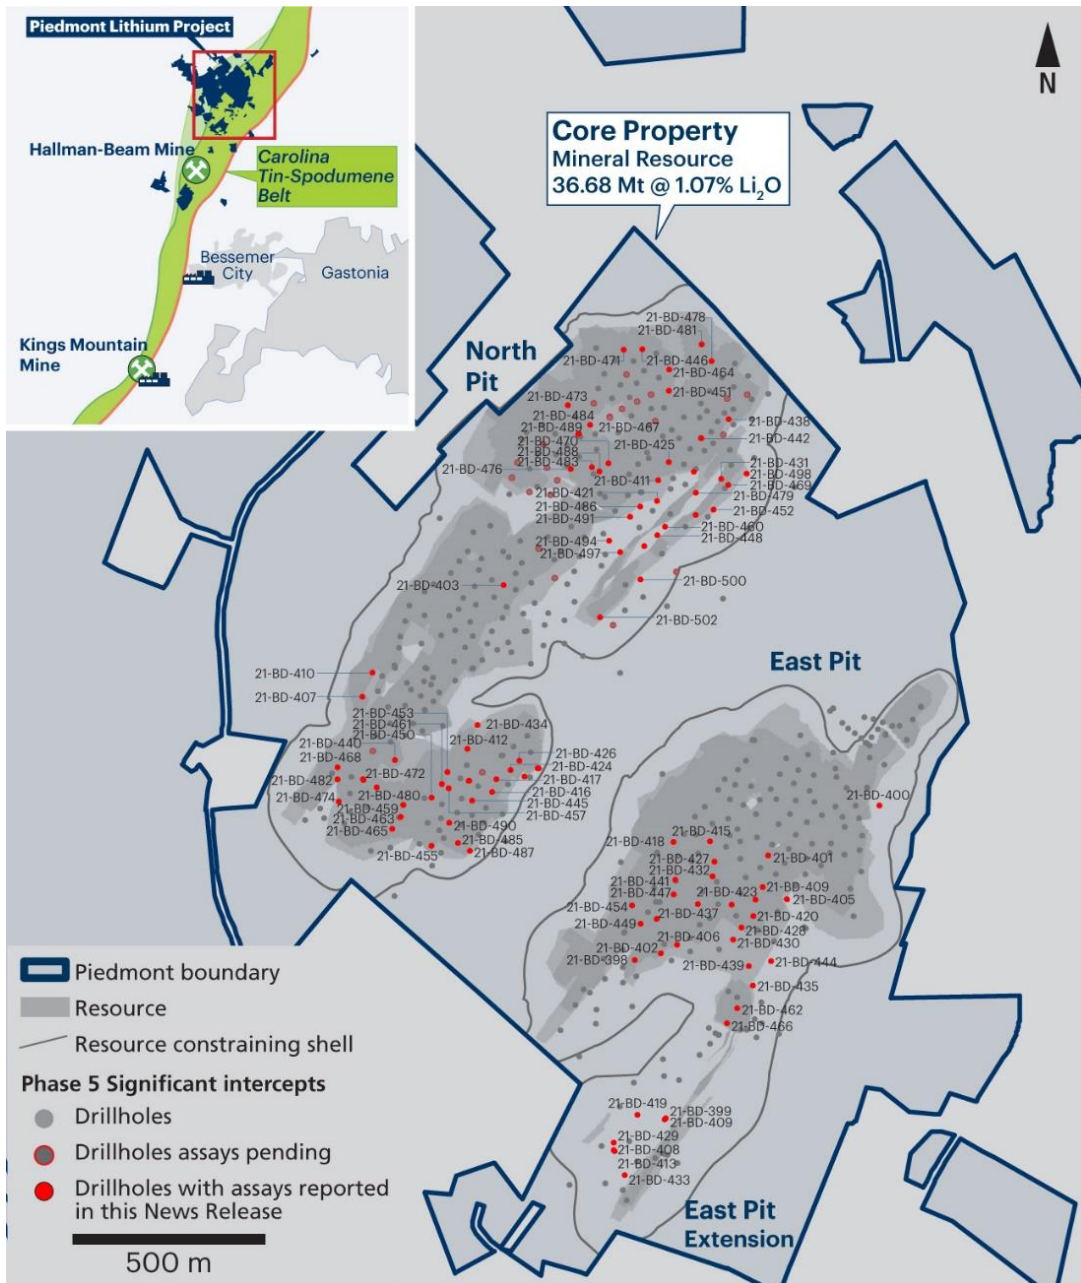 Piedmont Lithium Project
Hallman-Beam Mine
Carolina
Tin-Spodumene
Belt
Bessemer
City
Gastonia
Kings Mountain
Mine
N
Core Property
Mineral Resource
36.68 Mt @ 1.07% Li₂O
North
Pit
21-BD-478
21-BD-481
21-BD-471
21-BD-446
21-BD-464
21-BD-451
21-BD-473
21-BD-484
21-BD-489
21-BD-467
21-BD-438
21-BD-470
21-BD-425
21-BD-442
21-BD-488
21-BD-483
21-BD-476
21-BD-431
21-BD-498
21-BD-411
21-BD-469
21-BD-421
21-BD-479
21-BD-486
21-BD-452
21-BD-491
21-BD-460
21-BD-494
21-BD-448
21-BD-497
21-BD-403
21-BD-500
21-BD-502
East Pit
21-BD-410
21-BD-407
21-BD-453
21-BD-461
21-BD-450
21-BD-434
21-BD-440
21-BD-412
21-BD-468
21-BD-426
21-BD-424
21-BD-482
21-BD-472
21-BD-417
21-BD-474
21-BD-480
21-BD-416
21-BD-459
21-BD-445
21-BD-463
21-BD-457
21-BD-465
21-BD-490
21-BD-455
21-BD-485
21-BD-487
21-BD-400
21-BD-418
21-BD-415
21-BD-427
21-BD-401
21-BD-432
21-BD-441
21-BD-447
21-BD-423
21-BD-409
21-BD-405
21-BD-454
21-BD-437
21-BD-420
21-BD-449
21-BD-428
21-BD-406
21-BD-430
21-BD-402
21-BD-398
21-BD-439
21-BD-444
21-BD-435
21-BD-462
21-BD-466
21-BD-419
21-BD-399
21-BD-409
21-BD-429
21-BD-408
21-BD-413
21-BD-433
East Pit
Extension
Piedmont boundary
Resource
Resource constraining shell
Phase 5 Significant intercepts
Drillholes
Drillholes assays pending
Drillholes with assays reported
in this News Release
500 m